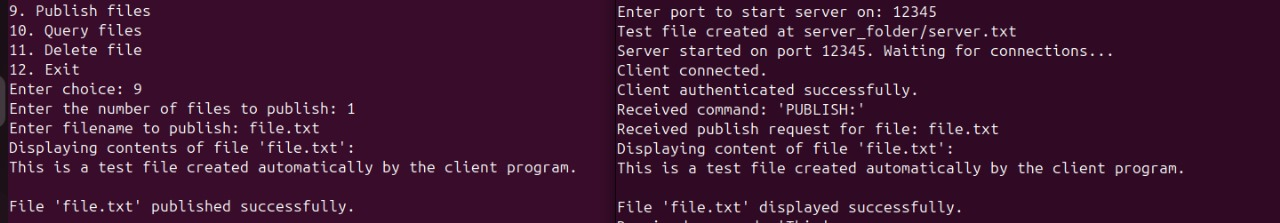 9. Publish files
10. Query files
11. Delete file
12. Exit
Enter choice: 9
Enter the number of files to publish: 1
Enter filename to publish: file.txt
Displaying contents of file 'file.txt':
This is a test file created automatically by the client program.
File 'file.txt' published successfully.
Enter port to start server on: 12345
Test file created at server_folder/server.txt
Server started on port 12345. Waiting for connections...
Client connected.
Client authenticated successfully.
Received command: 'PUBLISH:'
Received publish request for file: file.txt
Displaying content of file 'file.txt':
This is a test file created automatically by the client program.
File 'file.txt' displayed successfully.